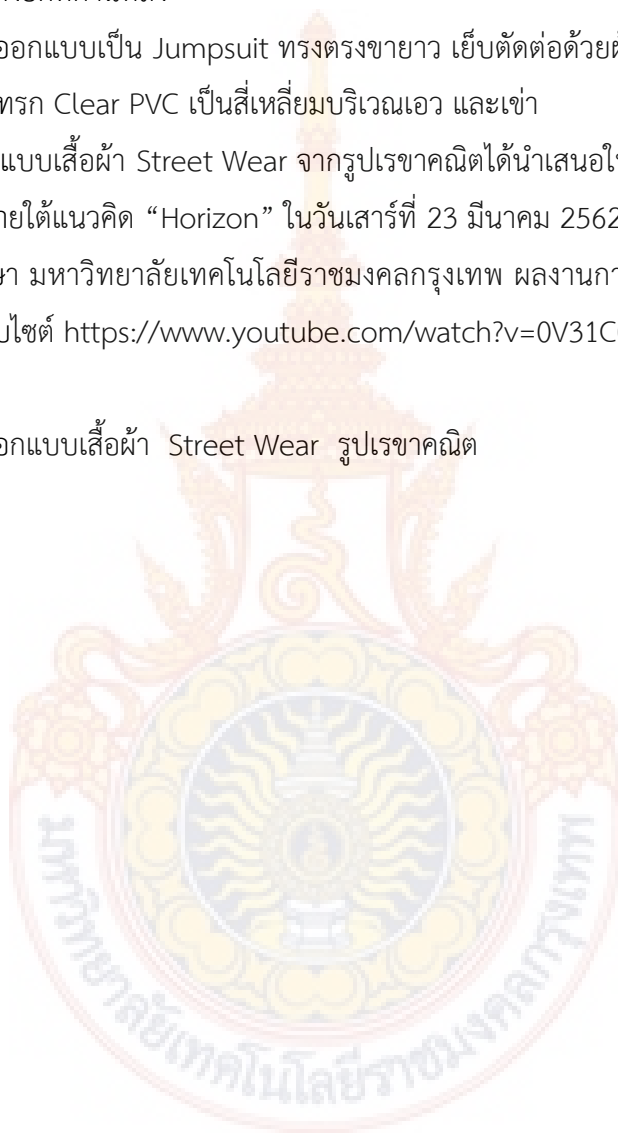 ออกแบบเป็น Jumpsuit ทรงตรงขายาว เย็บตัดต่อด้วย
ทรก Clear PVC เป็นสี่เหลี่ยมบริเวณเอว และเข่า
แบบเสื้อผ้า Street Wear จากรูปเรขาคณิตได้นำเสนอใ
ายใต้แนวคิด “Horizon” ในวันเสาร์ที่ 23 มีนาคม 2562
ษา มหาวิทยาลัยเทคโนโลยีราชมงคลกรุงเทพ ผลงานกา
บไซต์ https://www.youtube.com/watch?v=0V31C
อกแบบเสื้อผ้า Street Wear รูปเรขาคณิต
มหาวิทยาลัยเทคโนโลยีราชมงคลกรุงเทพ